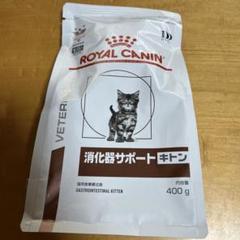 ROYAL CANIN
VETERI
消化器サポート キトン
猫用食事療法食
GASTROINTESTINAL KITTEN
内容量
400g